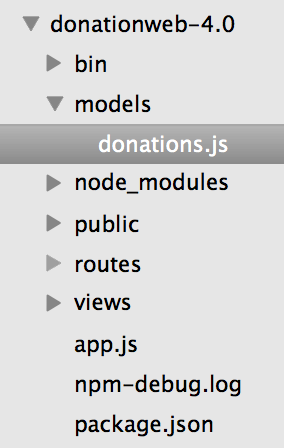 donationweb-4.0
bin
models
donations.js
node_modules
public
routes
views
app.js
npm-debug.log
package.json